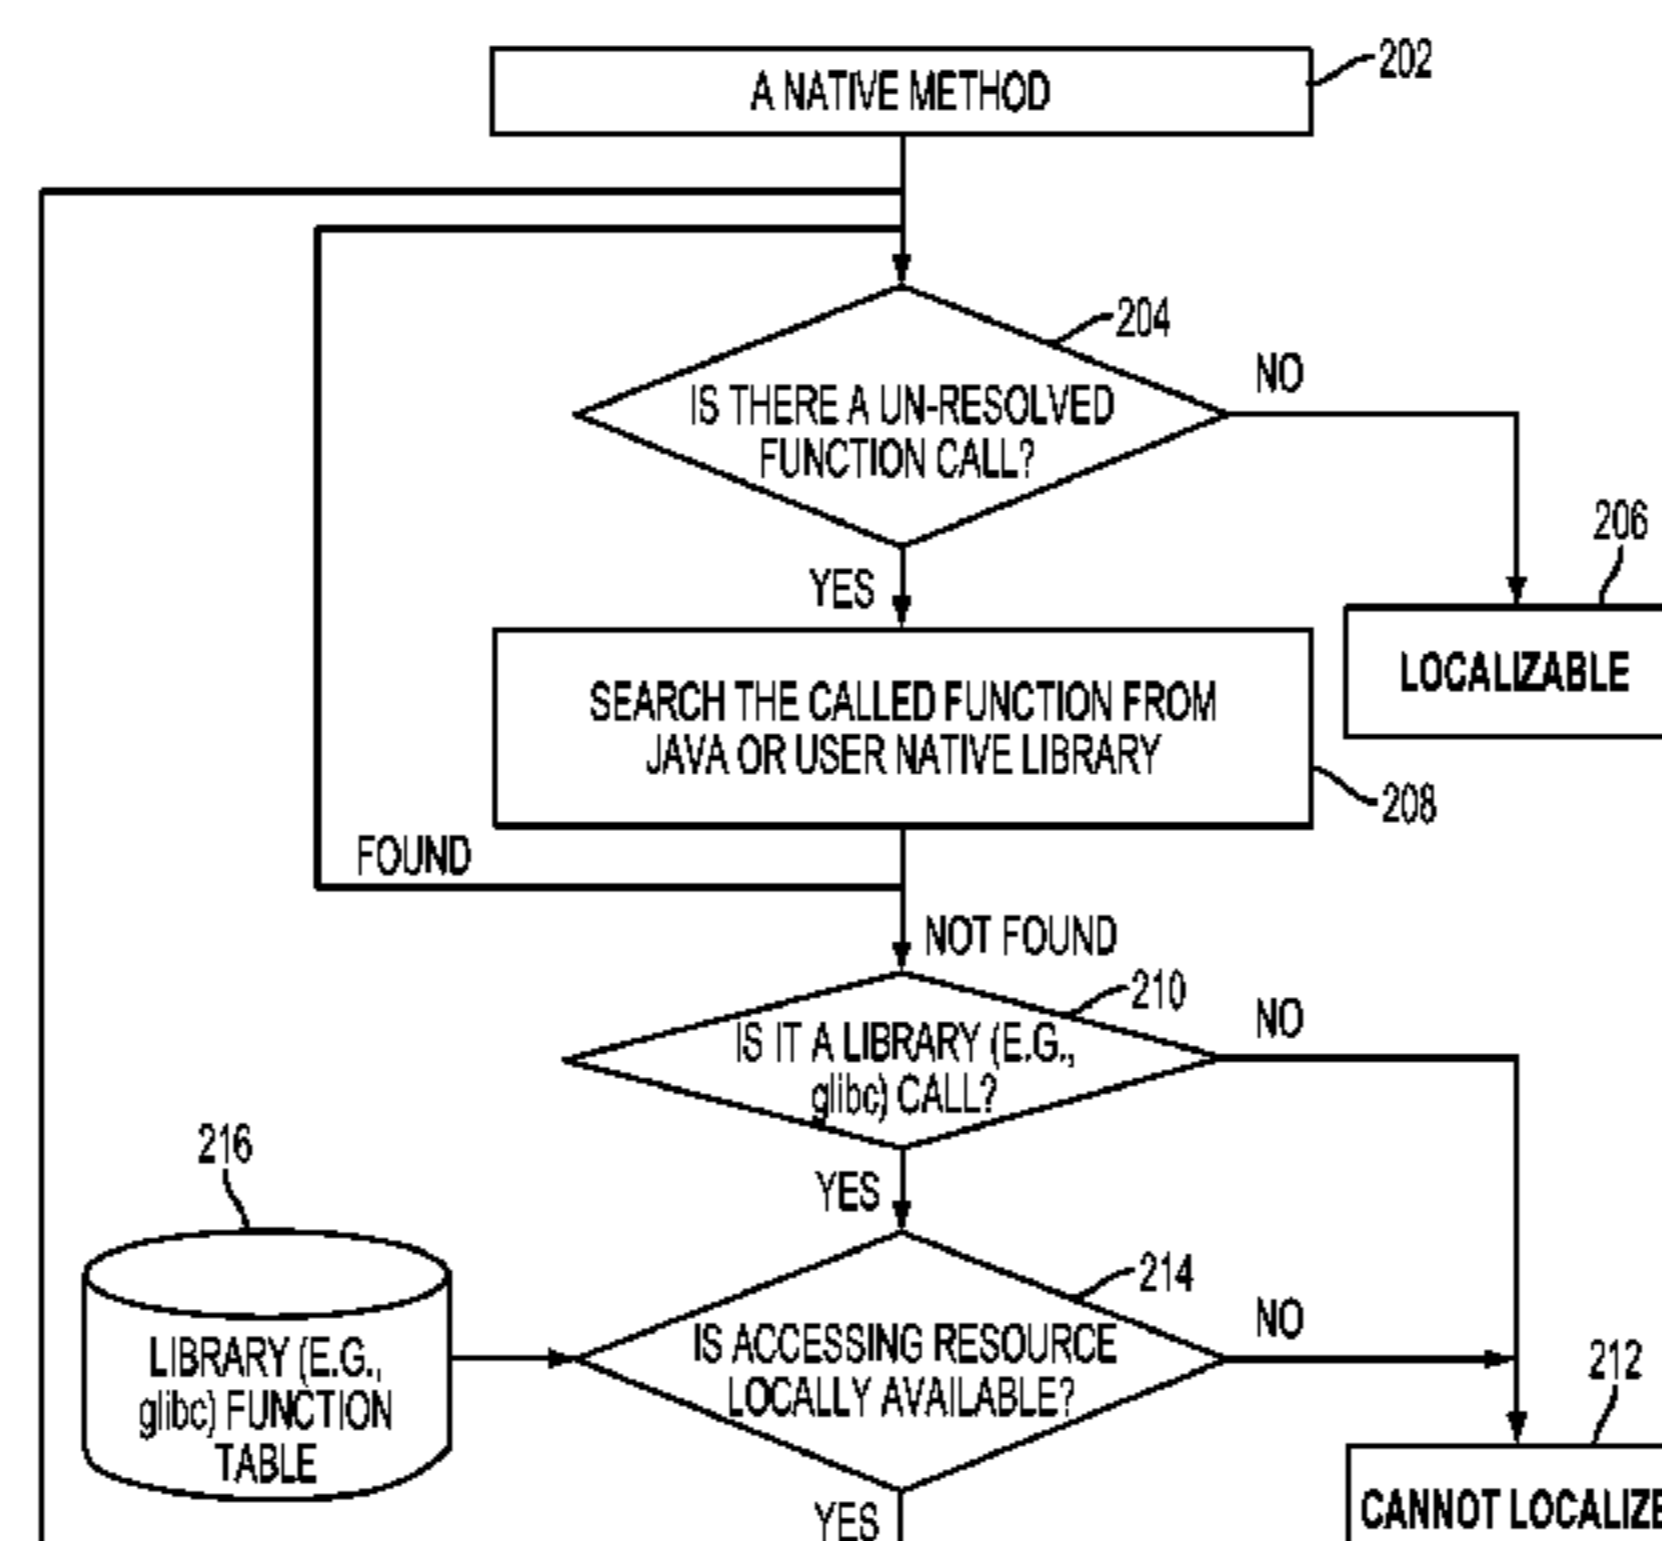 A NATIVE METHOD
202
204
NO
IS THERE A UN-RESOLVED
FUNCTION CALL?
206
YES
LOCALIZABLE
SEARCH THE CALLED FUNCTION FROM
JAVA OR USER NATIVE LIBRARY
208
FOUND
NOT FOUND
210
NO
IS IT A LIBRARY (E.G.,
glibc) CALL?
216
YES
214
NO
IS ACCESSING RESOURCE
LOCALLY AVAILABLE?
LIBRARY (E.G.,
glibc) FUNCTION
TABLE
212
CANNOT LOCALIZE
YES